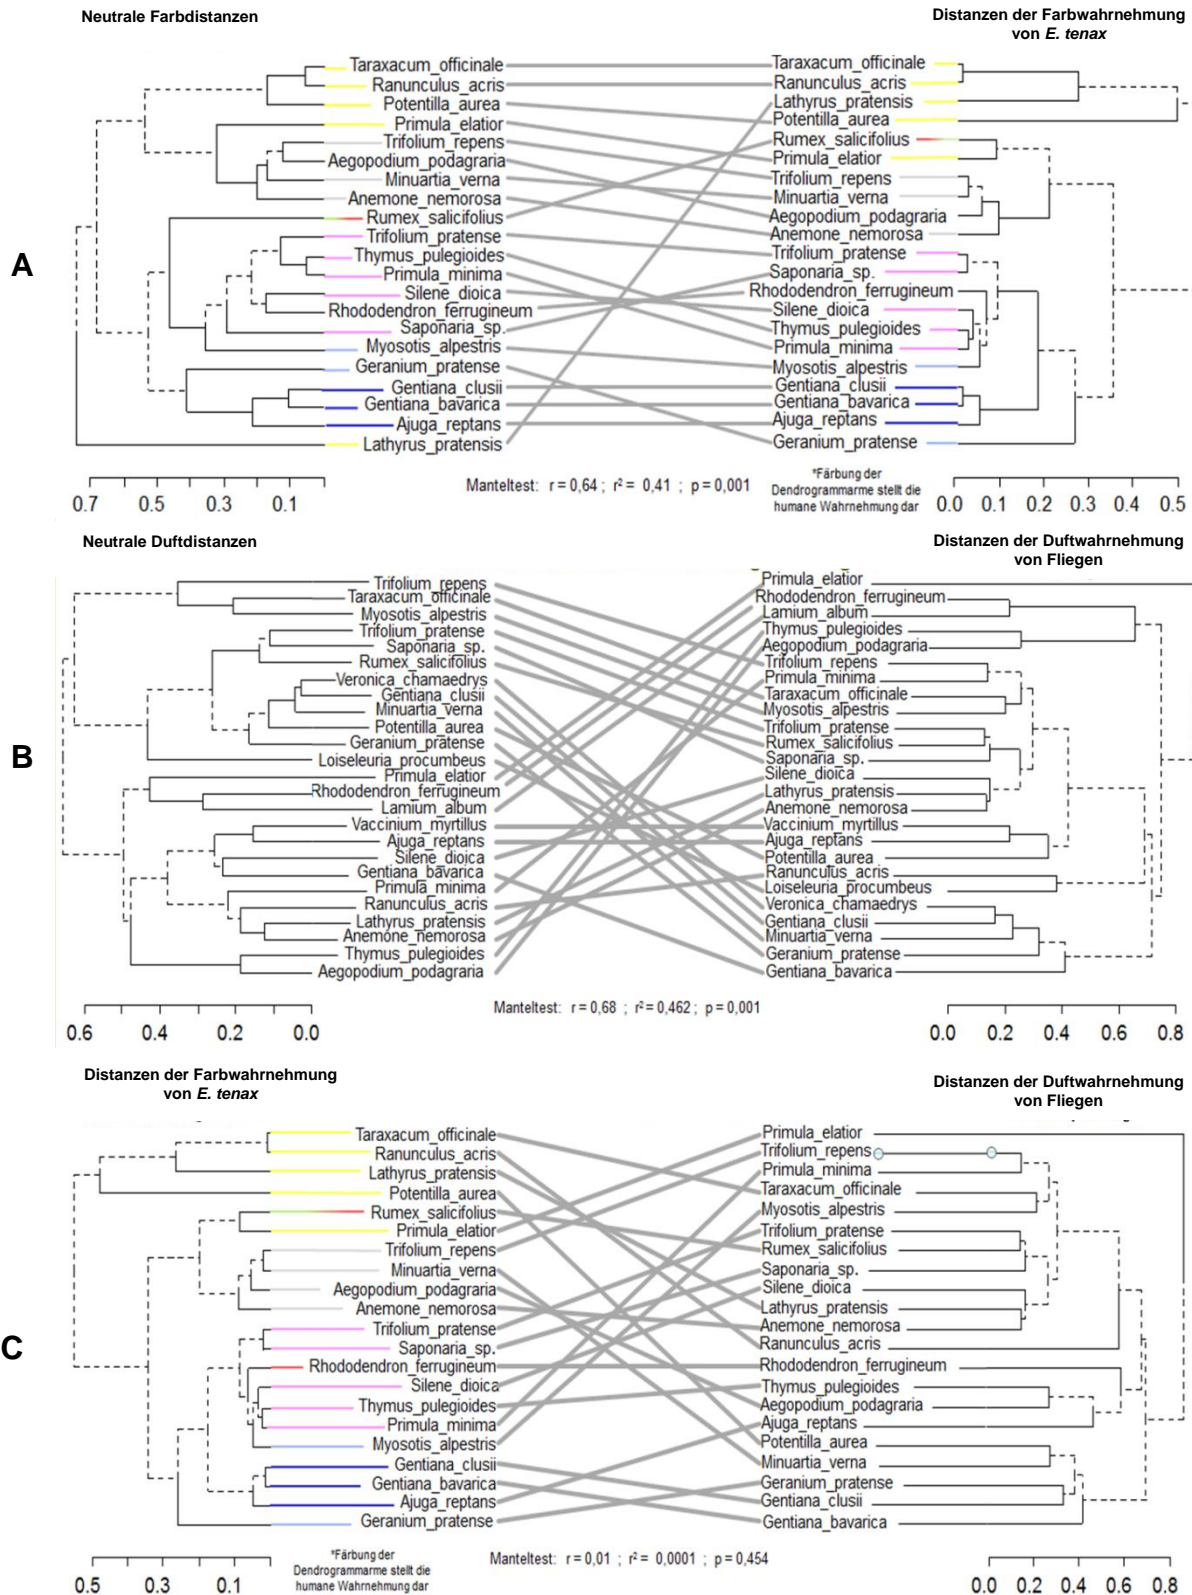 Neutrale Farbdistanzen
Distanzen der Farbwahrnehmung
von E. tenax
A
Taraxacum_officinale
Ranunculus_acris
Potentilla_aurea
Primula_elatior
Trifolium_repens
Aegopodium_podagraria
Minuartia_verna
Anemone_nemorosa
Rumex_salicifolius
Trifolium_pratense
Thymus_pulegioides
Primula_minima
Silene_dioica
Rhododendron_ferrugineum
Saponaria_sp.
Myosotis_alpestris
Geranium_pratense
Gentiana_clusii
Gentiana_bavarica
Ajuga_reptans
Lathyrus_pratensis
Taraxacum_officinale
Ranunculus_acris
Lathyrus_pratensis
Potentilla_aurea
Rumex_salicifolius
Primula_elatior
Trifolium_repens
Minuartia_verna
Aegopodium_podagraria
Anemone_nemorosa
Trifolium_pratense
Saponaria_sp.
Rhododendron_ferrugineum
Silene_dioica
Thymus_pulegioides
Primula_minima
Myosotis_alpestris
Gentiana_clusii
Gentiana_bavarica
Ajuga_reptans
Geranium_pratense
0.7 0.5 0.3 0.1
Manteltest: r = 0,64 ; r² = 0,41 ; p = 0,001
*Färbung der
Dendrogrammarme stellt die
humane Wahrnehmung dar
0.0 0.1 0.2 0.3 0.4 0.5
Neutrale Duftdistanzen
Distanzen der Duftwahrnehmung
von Fliegen
B
Trifolium_repens
Taraxacum_officinale
Myosotis_alpestris
Trifolium_pratense
Saponaria_sp.
Rumex_salicifolius
Veronica_chamaedrys
Gentiana_clusii
Minuartia_verna
Potentilla_aurea
Geranium_pratense
Loiseleuria_procumbeus
Primula_elatior
Rhododendron_ferrugineum
Lamium_album
Vaccinium_myrtillus
Ajuga_reptans
Silene_dioica
Gentiana_bavarica
Primula_minima
Ranunculus_acris
Lathyrus_pratensis
Anemone_nemorosa
Thymus_pulegioides
Aegopodium_podagraria
Primula_elatior
Rhododendron_ferrugineum
Lamium_album
Thymus_pulegioides
Aegopodium_podagraria
Trifolium_repens
Primula_minima
Taraxacum_officinale
Myosotis_alpestris
Trifolium_pratense
Rumex_salicifolius
Saponaria_sp.
Silene_dioica
Lathyrus_pratensis
Anemone_nemorosa
Vaccinium_myrtillus
Ajuga_reptans
Potentilla_aurea
Ranunculus_acris
Loiseleuria_procumbeus
Veronica_chamaedrys
Gentiana_clusii
Minuartia_verna
Geranium_pratense
Gentiana_bavarica
0.6 0.4 0.2 0.0
Manteltest: r = 0,68 ; r² = 0,462 ; p = 0,001
0.0 0.2 0.4 0.6 0.8
Distanzen der Farbwahrnehmung
von E. tenax
Distanzen der Duftwahrnehmung
von Fliegen
C
Taraxacum_officinale
Ranunculus_acris
Lathyrus_pratensis
Potentilla_aurea
Rumex_salicifolius
Primula_elatior
Trifolium_repens
Minuartia_verna
Aegopodium_podagraria
Anemone_nemorosa
Trifolium_pratense
Saponaria_sp.
Rhododendron_ferrugineum
Silene_dioica
Thymus_pulegioides
Primula_minima
Myosotis_alpestris
Gentiana_clusii
Gentiana_bavarica
Ajuga_reptans
Geranium_pratense
Primula_elatior
Trifolium_repens
Primula_minima
Taraxacum_officinale
Myosotis_alpestris
Trifolium_pratense
Rumex_salicifolius
Saponaria_sp.
Silene_dioica
Lathyrus_pratensis
Anemone_nemorosa
Ranunculus_acris
Rhododendron_ferrugineum
Thymus_pulegioides
Aegopodium_podagraria
Ajuga_reptans
Potentilla_aurea
Minuartia_verna
Geranium_pratense
Gentiana_clusii
Gentiana_bavarica
0.5 0.3 0.1
*Färbung der
Dendrogrammarme stellt die
humane Wahrnehmung dar
Manteltest: r = 0,01 ; r² = 0,0001 ; p = 0,454
0.0 0.2 0.4 0.6 0.8